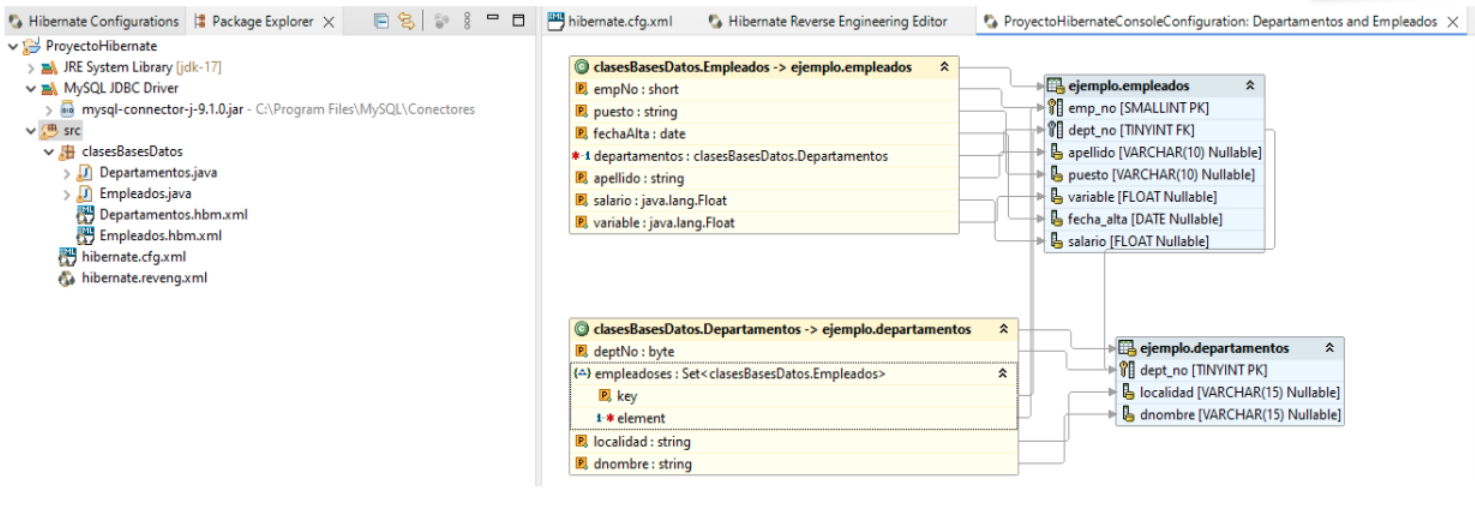 Hibernate Configurations
Package Explorer
ProyectoHibernate
JRE System Library [jdk-17]
MySQL JDBC Driver
mysql-connector-j-9.1.0.jar - C:\Program Files\MySQL\Conectores
src
clasesBasesDatos
Departamentos.java
Empleados.java
Departamentos.hbm.xml
Empleados.hbm.xml
hibernate.cfg.xml
hibernate.reveng.xml
hibernate.cfg.xml
Hibernate Reverse Engineering Editor
ProyectoHibernateConsoleConfiguration: Departamentos and Empleados
clasesBasesDatos.Empleados -> ejemplo.empleados
empNo : short
puesto : string
fechaAlta : date
departamentos : clasesBasesDatos.Departamentos
apellido : string
salario : java.lang.Float
variable : java.lang.Float
ejemplo.empleados
emp_no [SMALLINT PK]
dept_no [TINYINT FK]
apellido [VARCHAR(10) Nullable]
puesto [VARCHAR(10) Nullable]
variable [FLOAT Nullable]
fecha_alta [DATE Nullable]
salario [FLOAT Nullable]
clasesBasesDatos.Departamentos -> ejemplo.departamentos
deptNo : byte
empleadoses : Set<clasesBasesDatos.Empleados>
key
element
localidad : string
dnombre : string
ejemplo.departamentos
dept_no [TINYINT PK]
localidad [VARCHAR(15) Nullable]
dnombre [VARCHAR(15) Nullable]